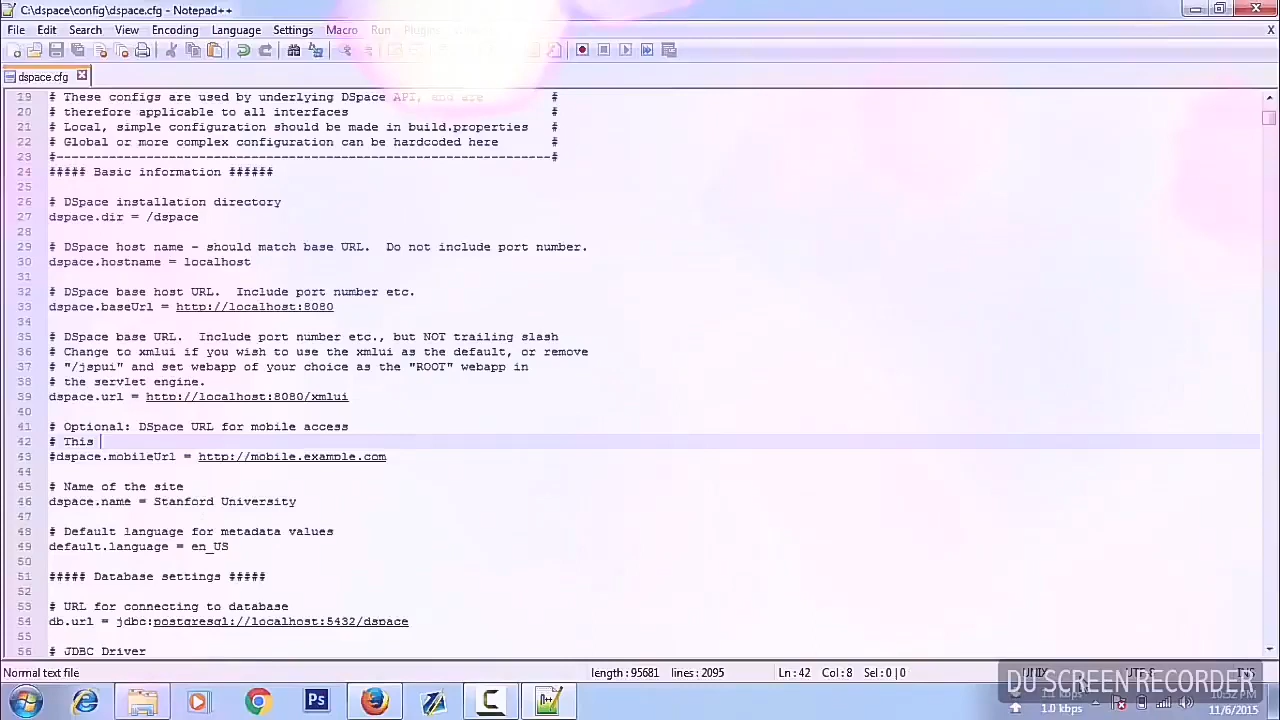 C:\dspace\config\dspace.cfg - Notepad++
File Edit Search View Encoding Language Settings Macro Run Plugins
X
dspace.cfg
19 # These configs are used by underlying DSpace API, and are #
20 # therefore applicable to all interfaces #
21 # Local, simple configuration should be made in build.properties #
22 # Global or more complex configuration can be hardcoded here #
23 #------------------------------------------------------------------#
24 ##### Basic information ######
25
26 # DSpace installation directory
27 dspace.dir = /dspace
28
29 # DSpace host name - should match base URL.  Do not include port number.
30 dspace.hostname = localhost
31
32 # DSpace base host URL.  Include port number etc.
33 dspace.baseUrl = http://localhost:8080
34
35 # DSpace base URL.  Include port number etc., but NOT trailing slash
36 # Change to xmlui if you wish to use the xmlui as the default, or remove
37 # "/jspui" and set webapp of your choice as the "ROOT" webapp in
38 # the servlet engine.
39 dspace.url = http://localhost:8080/xmlui
40
41 # Optional: DSpace URL for mobile access
42 # This
43 #dspace.mobileUrl = http://mobile.example.com
44
45 # Name of the site
46 dspace.name = Stanford University
47
48 # Default language for metadata values
49 default.language = en_US
50
51 ##### Database settings #####
52
53 # URL for connecting to database
54 db.url = jdbc:postgresql://localhost:5432/dspace
55
56 # JDBC Driver
Normal text file length : 95681 lines : 2095 Ln : 42 Col : 8 Sel : 0 | 0 UNIX INS
DU SCREEN RECORDER
Ps
10:52 PM
1.0 kbps
11/6/2015